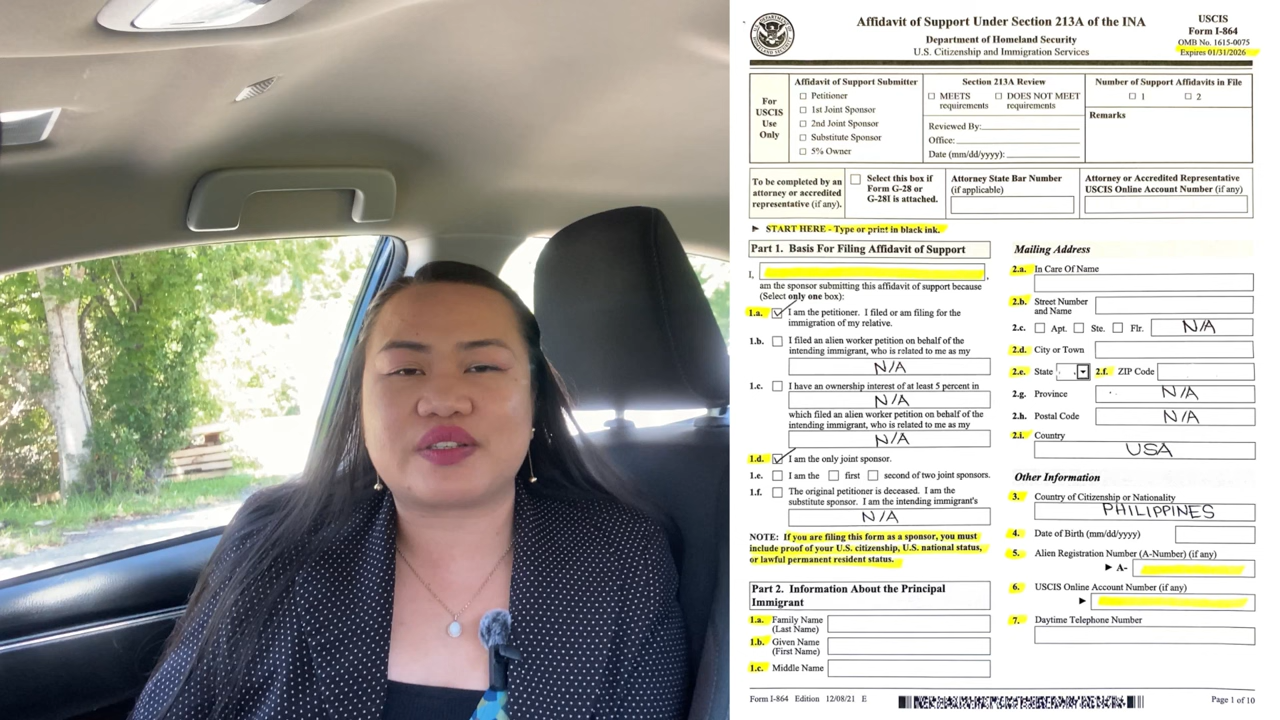 Affidavit of Support Under Section 213A of the INA
Department of Homeland Security
U.S. Citizenship and Immigration Services
USCIS
Form I-864
OMB No. 1615-0075
Expires 01/31/2026
For
USCIS
Use
Only
Affidavit of Support Submitter
Petitioner
1st Joint Sponsor
2nd Joint Sponsor
Substitute Sponsor
5% Owner
Section 213A Review
MEETS requirements
DOES NOT MEET requirements
Reviewed By:
Office:
Date (mm/dd/yyyy):
Number of Support Affidavits in File
1 2
Remarks
To be completed by an
attorney or accredited
representative (if any).
Select this box if
Form G-28 or
G-28I is attached.
Attorney State Bar Number
(if applicable)
Attorney or Accredited Representative
USCIS Online Account Number (if any)
► START HERE - Type or print in black ink.
Part 1. Basis For Filing Affidavit of Support
I,
,
am the sponsor submitting this affidavit of support because
(Select only one box):
1.a. I am the petitioner. I filed or am filing for the
immigration of my relative.
1.b. I filed an alien worker petition on behalf of the
intending immigrant, who is related to me as my
N/A
1.c. I have an ownership interest of at least 5 percent in
N/A
which filed an alien worker petition on behalf of the
intending immigrant, who is related to me as my
N/A
1.d. I am the only joint sponsor.
1.e. I am the first second of two joint sponsors.
1.f. The original petitioner is deceased. I am the
substitute sponsor. I am the intending immigrant's
N/A
NOTE: If you are filing this form as a sponsor, you must
include proof of your U.S. citizenship, U.S. national status,
or lawful permanent resident status.
Part 2. Information About the Principal
Immigrant
1.a. Family Name
(Last Name)
1.b. Given Name
(First Name)
1.c. Middle Name
Mailing Address
2.a. In Care Of Name
2.b. Street Number
and Name
2.c. Apt. Ste. Flr. N/A
2.d. City or Town
2.e. State 2.f. ZIP Code
2.g. Province N/A
2.h. Postal Code N/A
2.i. Country
USA
Other Information
3. Country of Citizenship or Nationality
PHILIPPINES
4. Date of Birth (mm/dd/yyyy)
5. Alien Registration Number (A-Number) (if any)
► A-
6. USCIS Online Account Number (if any)
►
7. Daytime Telephone Number
Form I-864 Edition 12/08/21 E
Page 1 of 10